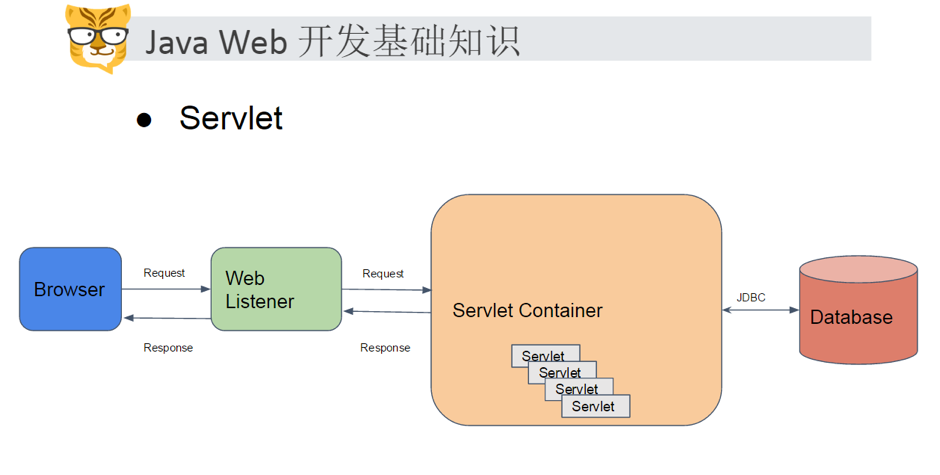 Java Web 开发基础知识
● Servlet
Browser
Request
Response
Web
Listener
Request
Response
Servlet Container
Servlet
Servlet
Servlet
Servlet
JDBC
Database